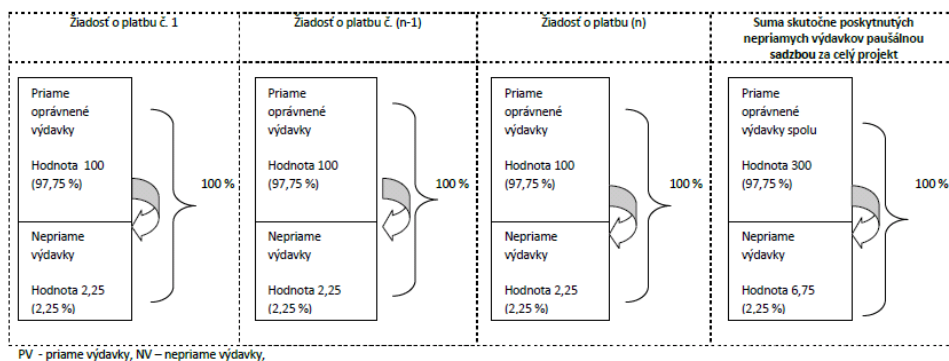 Žiadosť o platbu č. 1
Žiadosť o platbu č. (n-1)
Žiadosť o platbu (n)
Suma skutočne poskytnutých
nepriamych výdavkov paušálnou
sadzbou za celý projekt
Priame
oprávnené
výdavky
Hodnota 100
(97,75 %)
100 %
Nepriame
výdavky
Hodnota 2,25
(2,25 %)
Priame
oprávnené
výdavky
Hodnota 100
(97,75 %)
100 %
Nepriame
výdavky
Hodnota 2,25
(2,25 %)
Priame
oprávnené
výdavky
Hodnota 100
(97,75 %)
100 %
Nepriame
výdavky
Hodnota 2,25
(2,25 %)
Priame
oprávnené
výdavky spolu
Hodnota 300
(97,75 %)
100 %
Nepriame
výdavky
Hodnota 6,75
(2,25 %)
PV - priame výdavky, NV – nepriame výdavky,